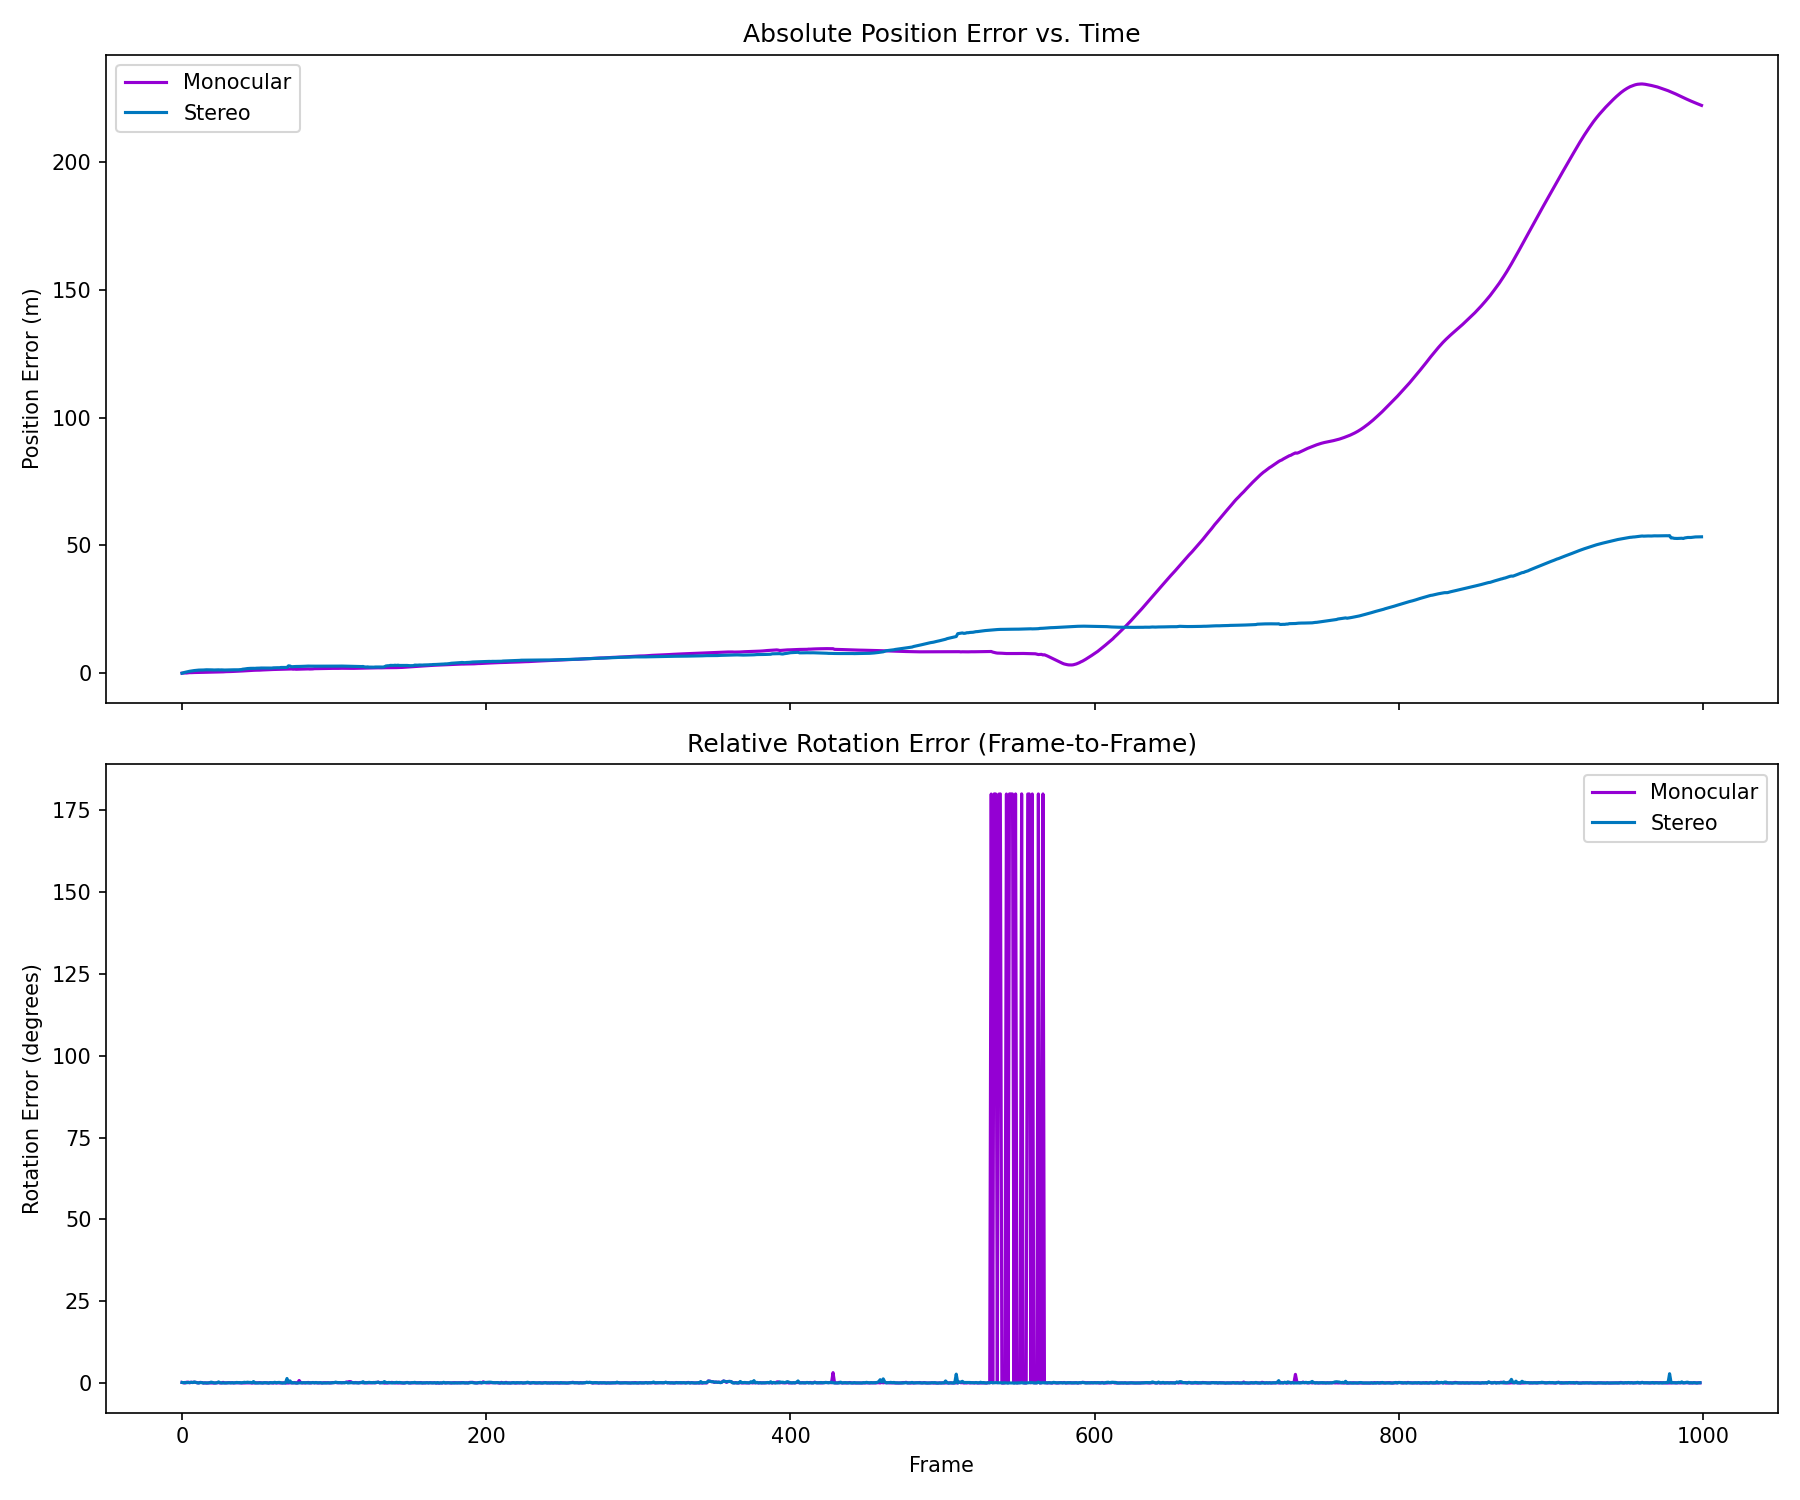 Absolute Position Error vs. Time
Monocular
Stereo
Position Error (m)
200
150
100
50
0
Relative Rotation Error (Frame-to-Frame)
Monocular
Stereo
Rotation Error (degrees)
175
150
125
100
75
50
25
0
0 200 400 600 800 1000
Frame